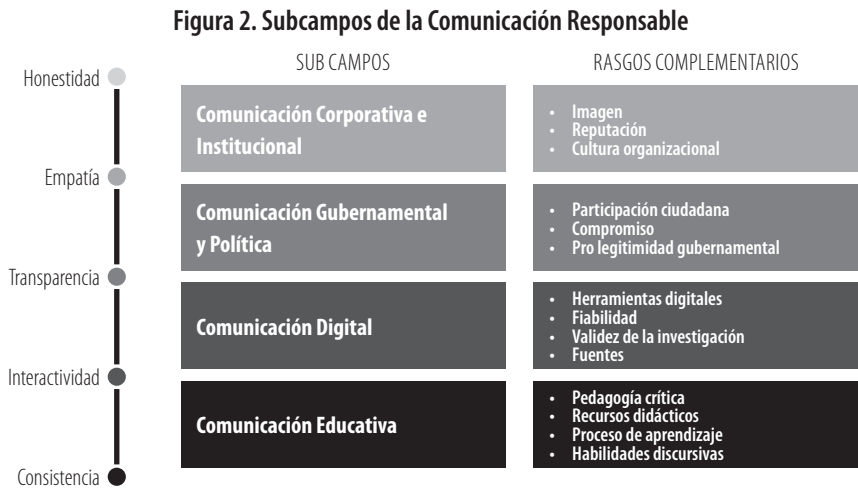 Figura 2. Subcampos de la Comunicación Responsable
SUB CAMPOS
RASGOS COMPLEMENTARIOS
Honestidad
Empatía
Transparencia
Interactividad
Consistencia
Comunicación Corporativa e
Institucional
• Imagen
• Reputación
• Cultura organizacional
Comunicación Gubernamental
y Política
• Participación ciudadana
• Compromiso
• Pro legitimidad gubernamental
Comunicación Digital
• Herramientas digitales
• Fiabilidad
• Validez de la investigación
• Fuentes
Comunicación Educativa
• Pedagogía crítica
• Recursos didácticos
• Proceso de aprendizaje
• Habilidades discursivas